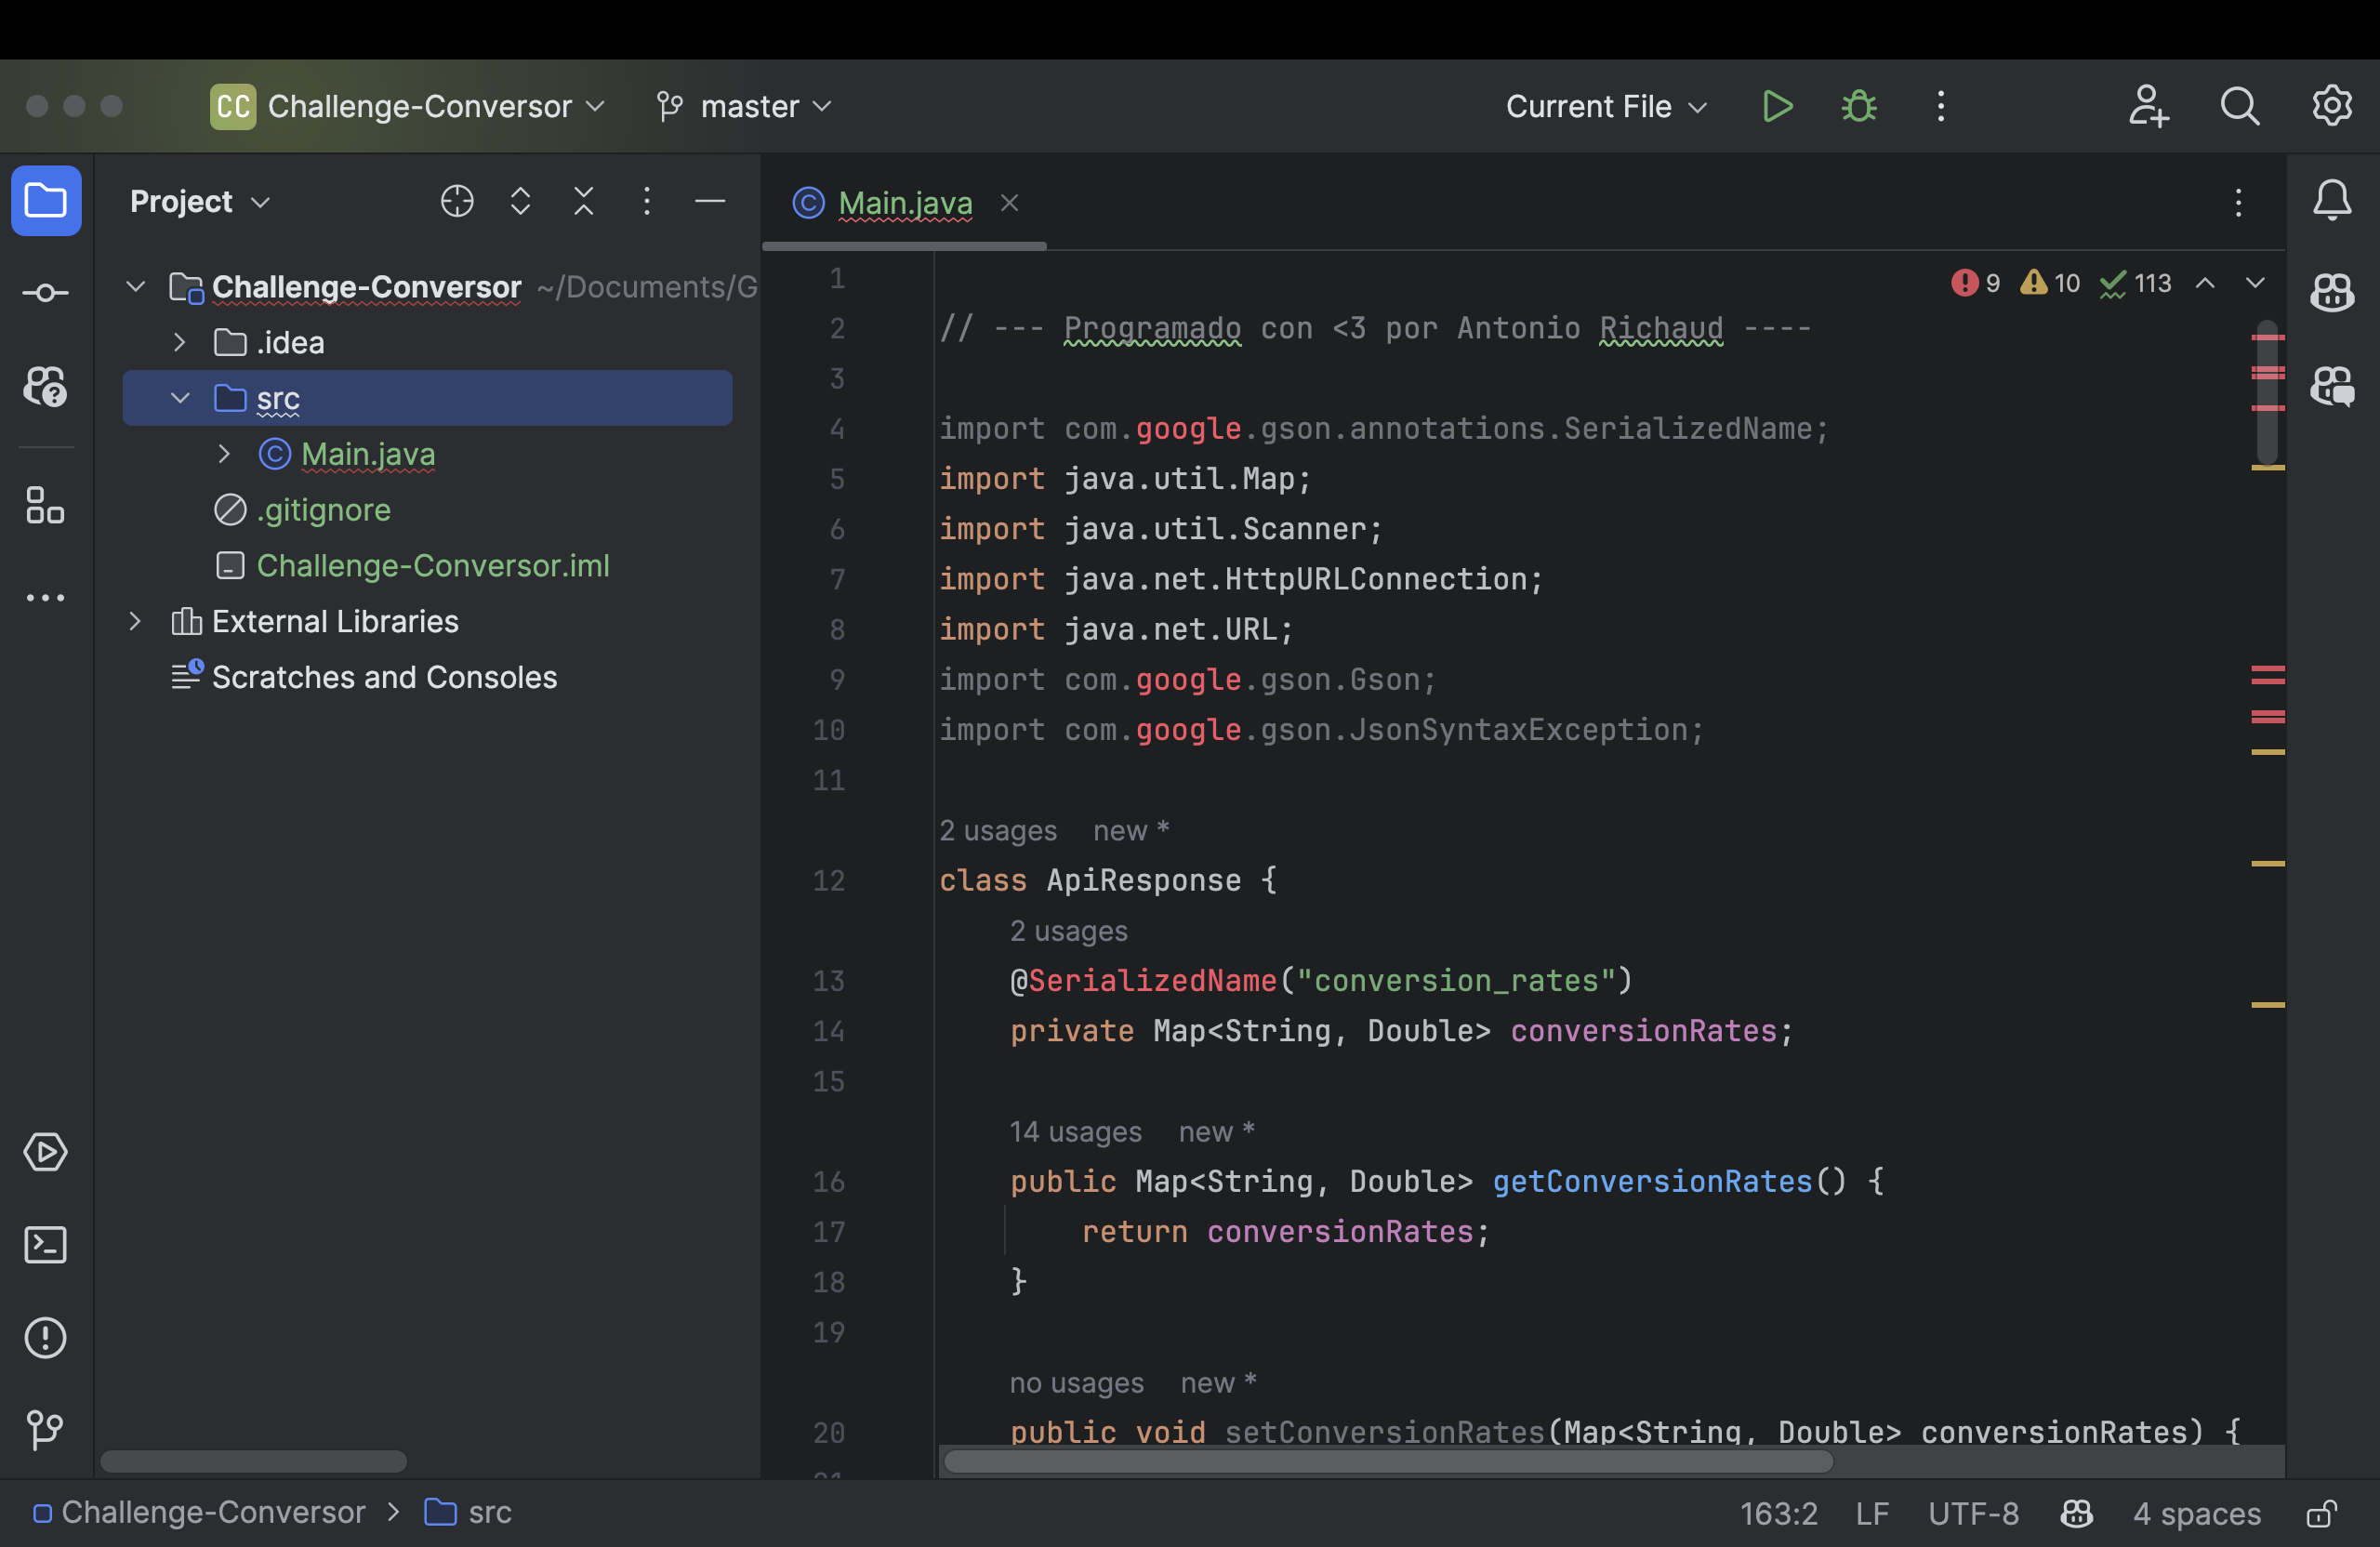 CC Challenge-Conversor master Current File
Project
Main.java
Challenge-Conversor ~/Documents/G
.idea
src
Main.java
.gitignore
Challenge-Conversor.iml
External Libraries
Scratches and Consoles
9 10 113
1
2 // --- Programado con <3 por Antonio Richaud ----
3
4 import com.google.gson.annotations.SerializedName;
5 import java.util.Map;
6 import java.util.Scanner;
7 import java.net.HttpURLConnection;
8 import java.net.URL;
9 import com.google.gson.Gson;
10 import com.google.gson.JsonSyntaxException;
11
2 usages new *
12 class ApiResponse {
2 usages
13 @SerializedName("conversion_rates")
14 private Map<String, Double> conversionRates;
15
14 usages new *
16 public Map<String, Double> getConversionRates() {
17 return conversionRates;
18 }
19
no usages new *
20 public void setConversionRates(Map<String, Double> conversionRates) {
Challenge-Conversor > src
163:2 LF UTF-8 4 spaces